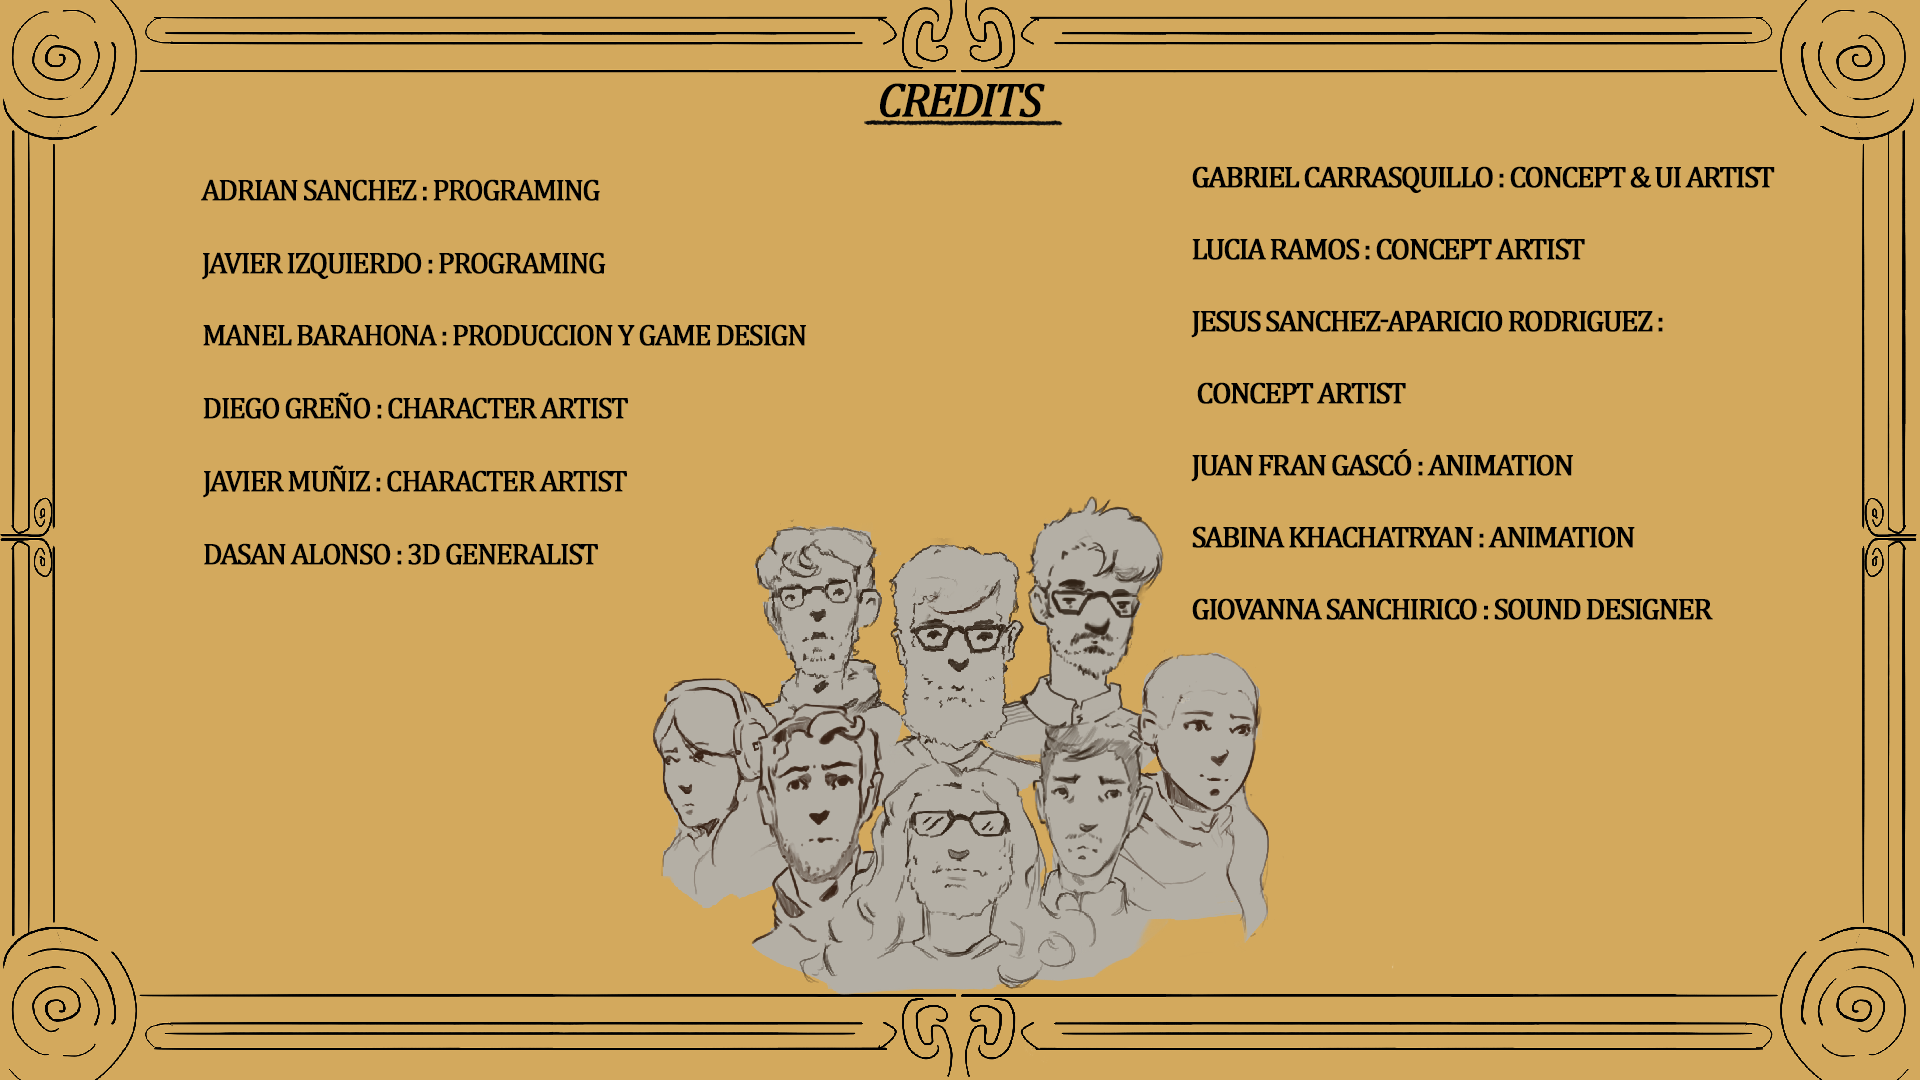 CREDITS
ADRIAN SANCHEZ : PROGRAMING
JAVIER IZQUIERDO : PROGRAMING
MANEL BARAHONA : PRODUCCION Y GAME DESIGN
DIEGO GREÑO : CHARACTER ARTIST
JAVIER MUÑIZ : CHARACTER ARTIST
DASAN ALONSO : 3D GENERALIST
GABRIEL CARRASQUILLO : CONCEPT & UI ARTIST
LUCIA RAMOS : CONCEPT ARTIST
JESUS SANCHEZ-APARICIO RODRIGUEZ :
CONCEPT ARTIST
JUAN FRAN GASCÓ : ANIMATION
SABINA KHACHATRYAN : ANIMATION
GIOVANNA SANCHIRICO : SOUND DESIGNER